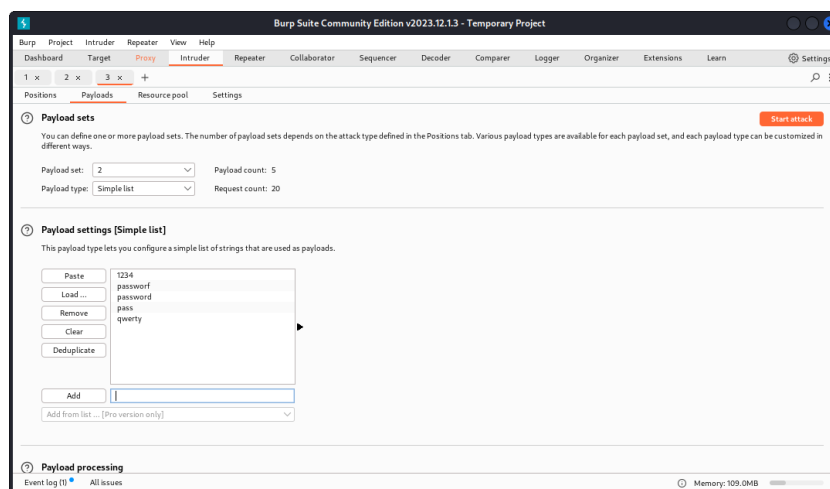 Burp Suite Community Edition v2023.12.1.3 - Temporary Project
Burp Project Intruder Repeater View Help
Dashboard Target Proxy Intruder Repeater Collaborator Sequencer Decoder Comparer Logger Organizer Extensions Learn Settings
1 × 2 × 3 × +
Positions Payloads Resource pool Settings
? Payload sets Start attack
You can define one or more payload sets. The number of payload sets depends on the attack type defined in the Positions tab. Various payload types are available for each payload set, and each payload type can be customized in
different ways.
Payload set: 2 Payload count: 5
Payload type: Simple list Request count: 20
? Payload settings [Simple list]
This payload type lets you configure a simple list of strings that are used as payloads.
Paste 1234
passworf
Load ... password
Remove pass
qwerty
Clear
Deduplicate
Add
Add from list ... [Pro version only]
? Payload processing
Event log (1) All issues Memory: 109.0MB